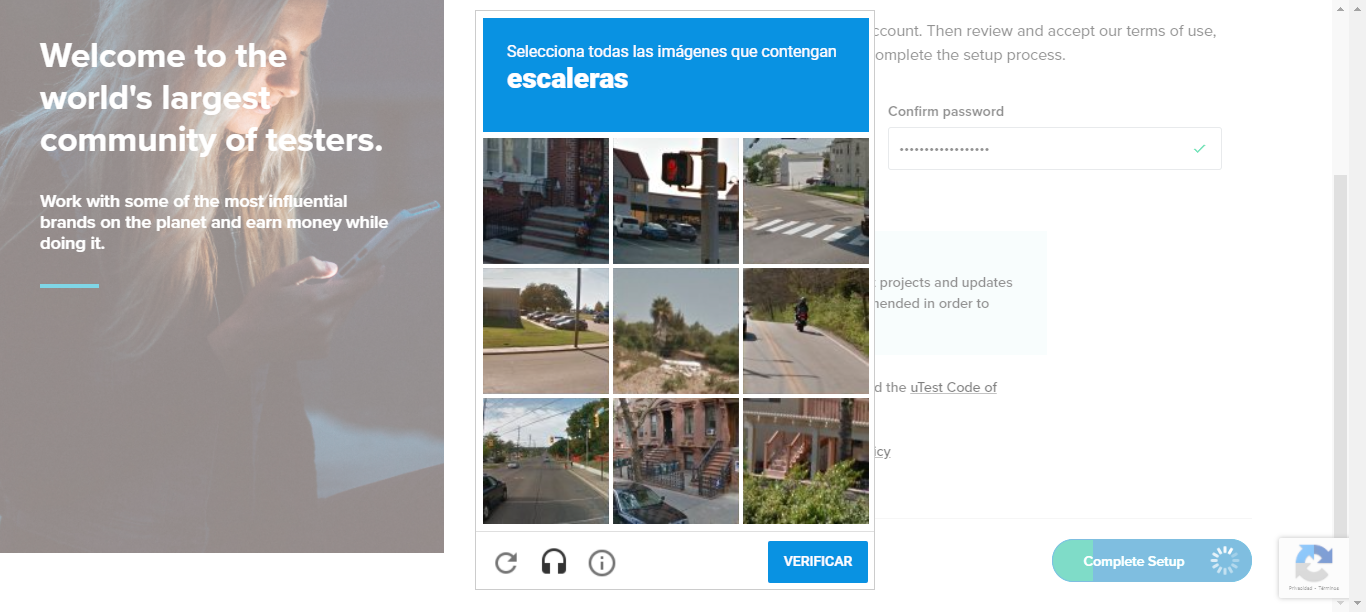 Welcome to the
world's largest
community of testers.
Work with some of the most influential
brands on the planet and earn money while
doing it.
Selecciona todas las imágenes que contengan
escaleras
VERIFICAR
ccount. Then review and accept our terms of use,
omplete the setup process.
Confirm password
••••••••••••••••••
projects and updates
ended in order to
d the uTest Code of
icy
Complete Setup
Privacidad - Términos